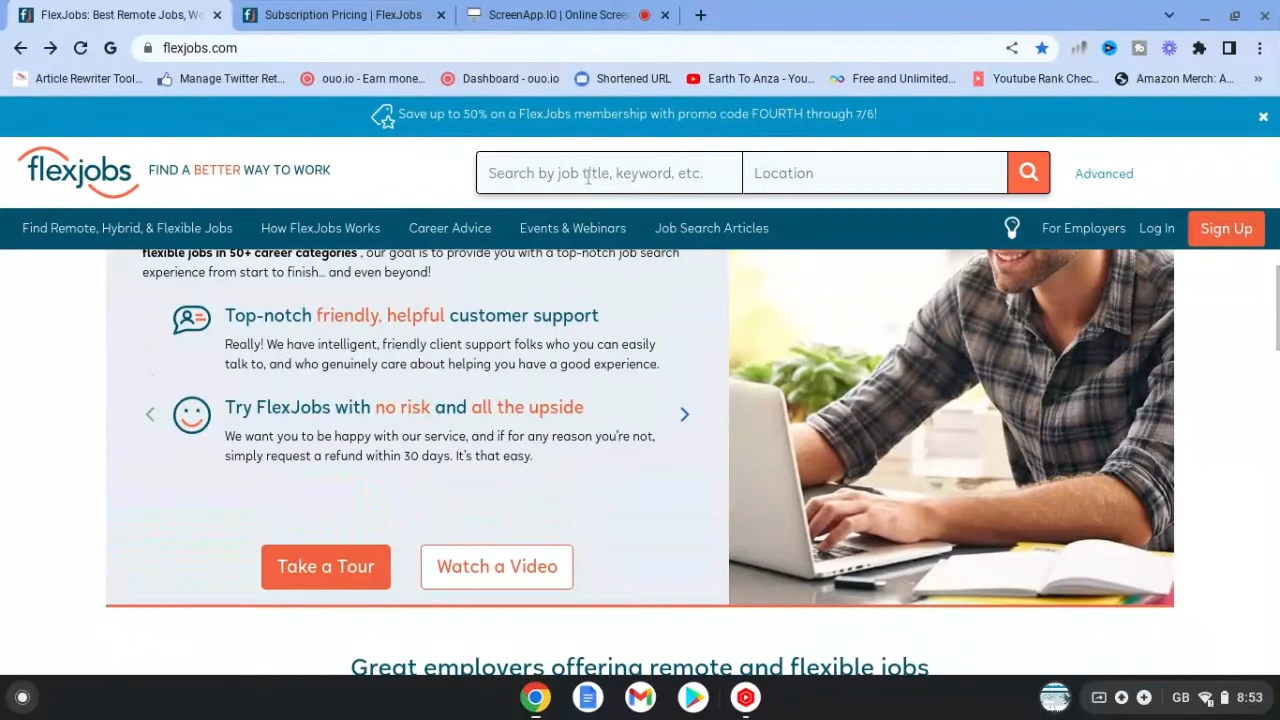 FlexJobs: Best Remote Jobs, Wo
Subscription Pricing | FlexJobs
ScreenApp.IO | Online Screen
flexjobs.com
Article Rewriter Tool...
Manage Twitter Ret...
ouo.io - Earn mone...
Dashboard - ouo.io
Shortened URL
Earth To Anza - You...
Free and Unlimited...
Youtube Rank Chec...
Amazon Merch: A...
Save up to 50% on a FlexJobs membership with promo code FOURTH through 7/6!
flexjobs
FIND A BETTER WAY TO WORK
Search by job title, keyword, etc.
Location
Advanced
Find Remote, Hybrid, & Flexible Jobs
How FlexJobs Works
Career Advice
Events & Webinars
Job Search Articles
For Employers
Log In
Sign Up
flexible jobs in 50+ career categories , our goal is to provide you with a top-notch job search
experience from start to finish... and even beyond!
Top-notch friendly, helpful customer support
Really! We have intelligent, friendly client support folks who you can easily
talk to, and who genuinely care about helping you have a good experience.
Try FlexJobs with no risk and all the upside
We want you to be happy with our service, and if for any reason you're not,
simply request a refund within 30 days. It's that easy.
Take a Tour
Watch a Video
Great employers offering remote and flexible jobs
GB
8:53